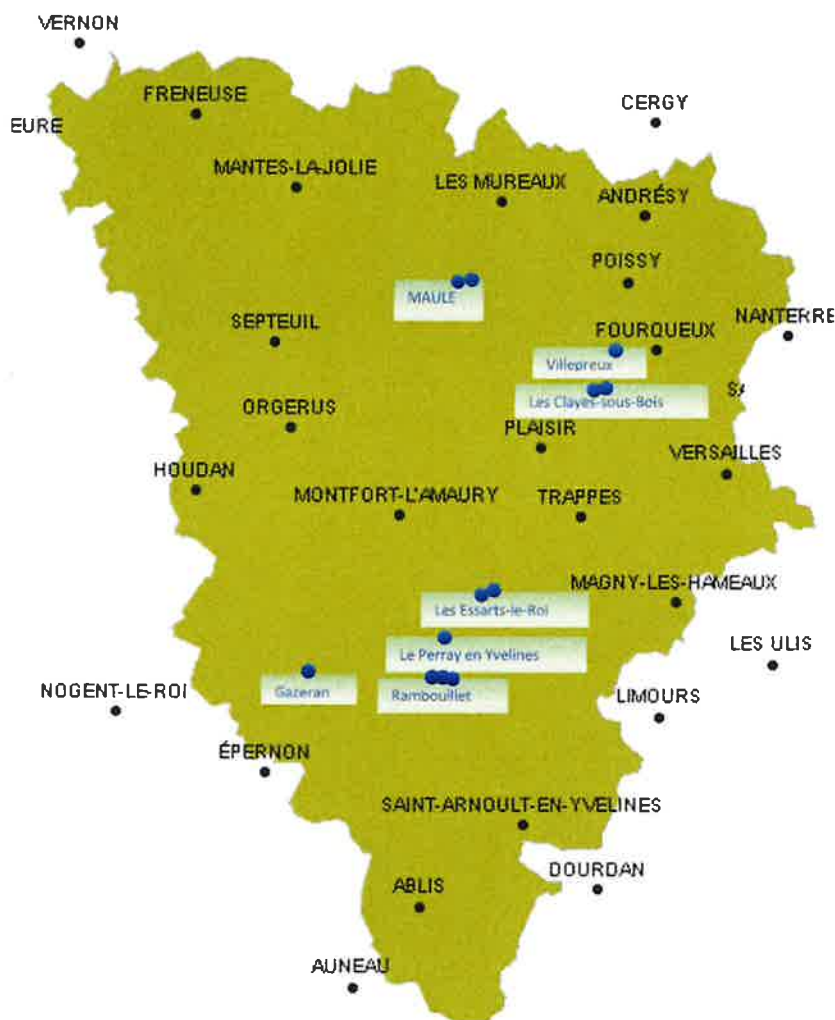 VERNON
FRENEUSE
CERGY
EURE
MANTES-LA-JOLIE
LES MUREAUX
ANDRÉSY
POISSY
MAULE
SEPTEUIL
FOURQUEUX
NANTERRE
Villepreux
Les Clayes-sous-Bois
SA
ORGERUS
PLAISIR
VERSAILLES
HOUDAN
MONTFORT-L'AMAURY
TRAPPES
MAGNY-LES-HAMEAUX
Les Essarts-le-Roi
LES ULIS
Le Perray en Yvelines
NOGENT-LE-ROI
Gazeran
Rambouillet
LIMOURS
ÉPERNON
SAINT-ARNOULT-EN-YVELINES
DOURDAN
ABLIS
AUNEAU